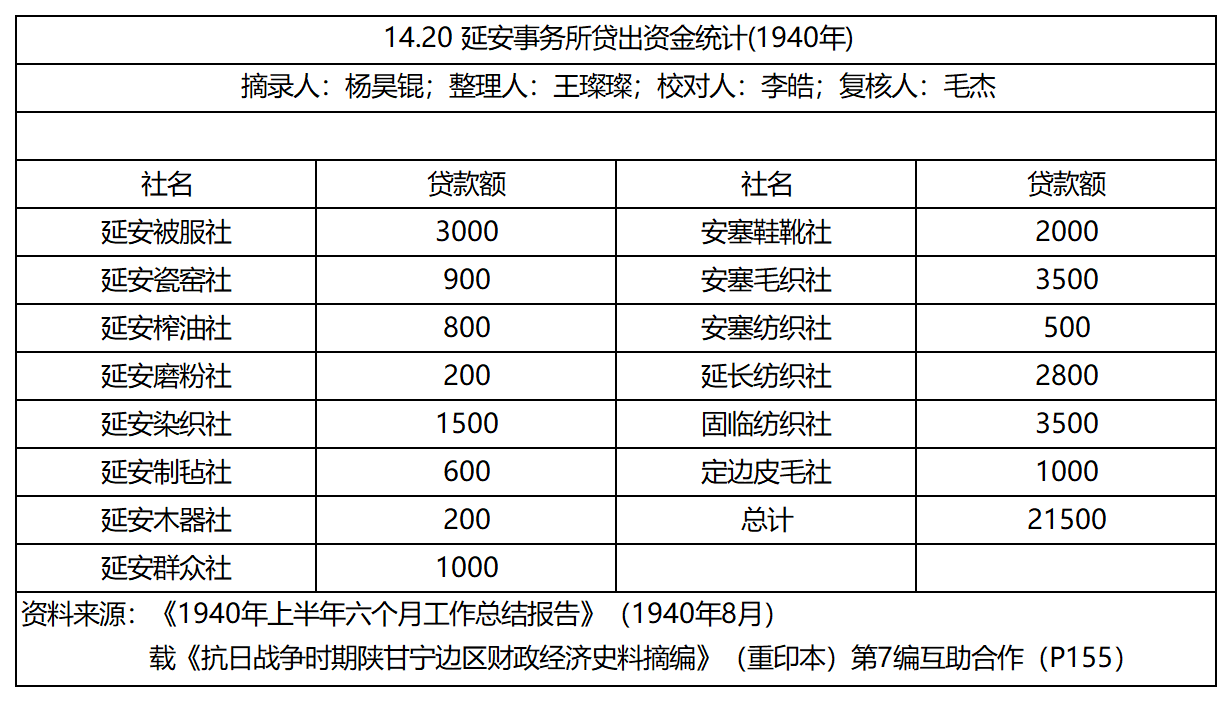 14.20 延安事务所贷出资金统计(1940年)
摘录人：杨昊锟；整理人：王璨璨；校对人：李皓；复核人：毛杰
社名 贷款额 社名 贷款额
延安被服社 3000 安塞鞋靴社 2000
延安瓷窑社 900 安塞毛织社 3500
延安榨油社 800 安塞纺织社 500
延安磨粉社 200 延长纺织社 2800
延安染织社 1500 固临纺织社 3500
延安制毡社 600 定边皮毛社 1000
延安木器社 200 总计 21500
延安群众社 1000
资料来源：《1940年上半年六个月工作总结报告》（1940年8月）
载《抗日战争时期陕甘宁边区财政经济史料摘编》（重印本）第7编互助合作（P155）